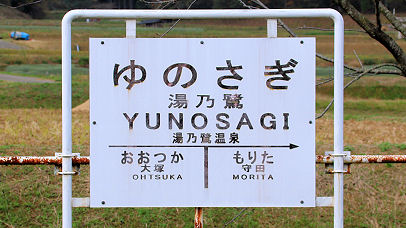 ゆのさぎ
湯乃鷺
YUNOSAGI
湯乃鷺温泉
おおつか もりた
大塚 守田
OHTSUKA MORITA